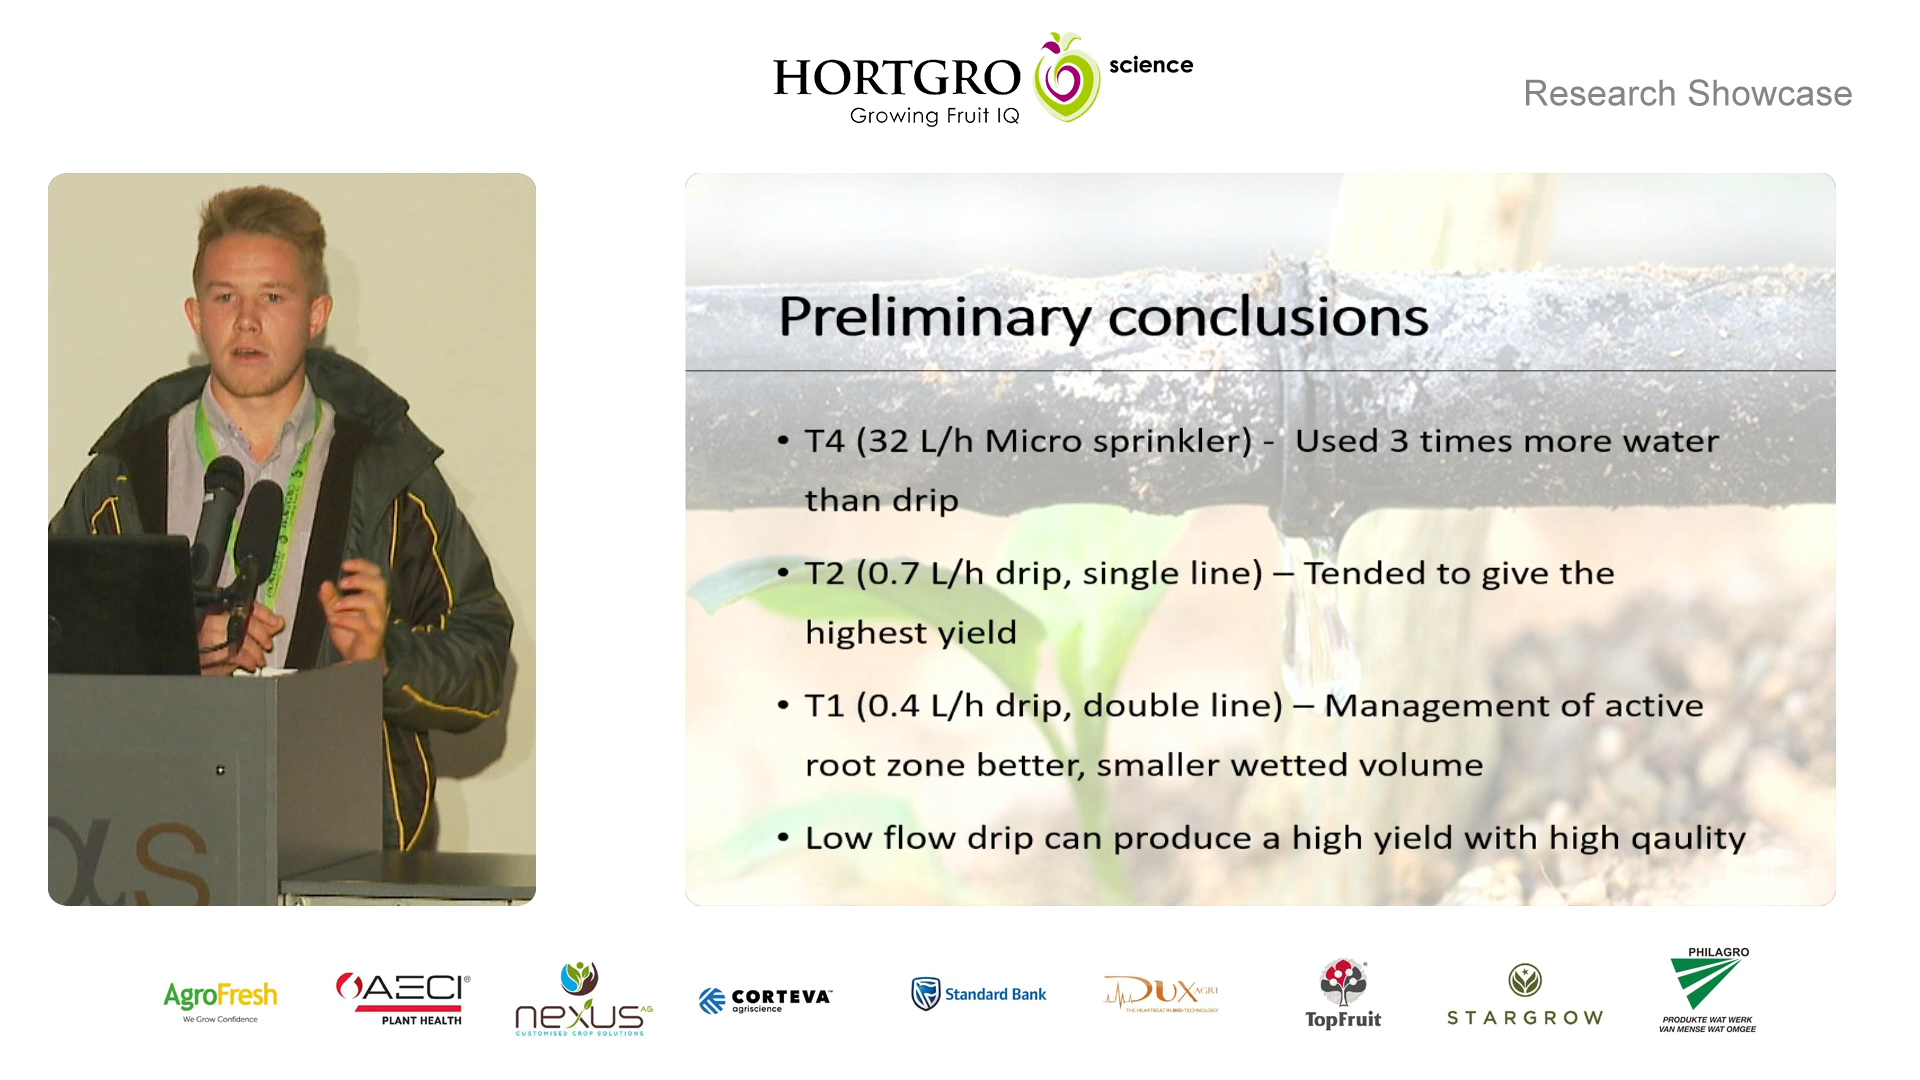 HORTGRO science
Growing Fruit IQ
Research Showcase
Preliminary conclusions
• T4 (32 L/h Micro sprinkler) - Used 3 times more water
than drip
• T2 (0.7 L/h drip, single line) – Tended to give the
highest yield
• T1 (0.4 L/h drip, double line) – Management of active
root zone better, smaller wetted volume
• Low flow drip can produce a high yield with high qaulity
αs
AgroFresh
We Grow Confidence
AECI®
PLANT HEALTH
nexus AG
CUSTOMISED CROP SOLUTIONS
CORTEVA™
agriscience
Standard Bank
DUX AGRI
THE HEARTBEAT IN BIO-TECHNOLOGY
TopFruit
STARGROW
PHILAGRO
PRODUKTE WAT WERK
VAN MENSE WAT OMGEE